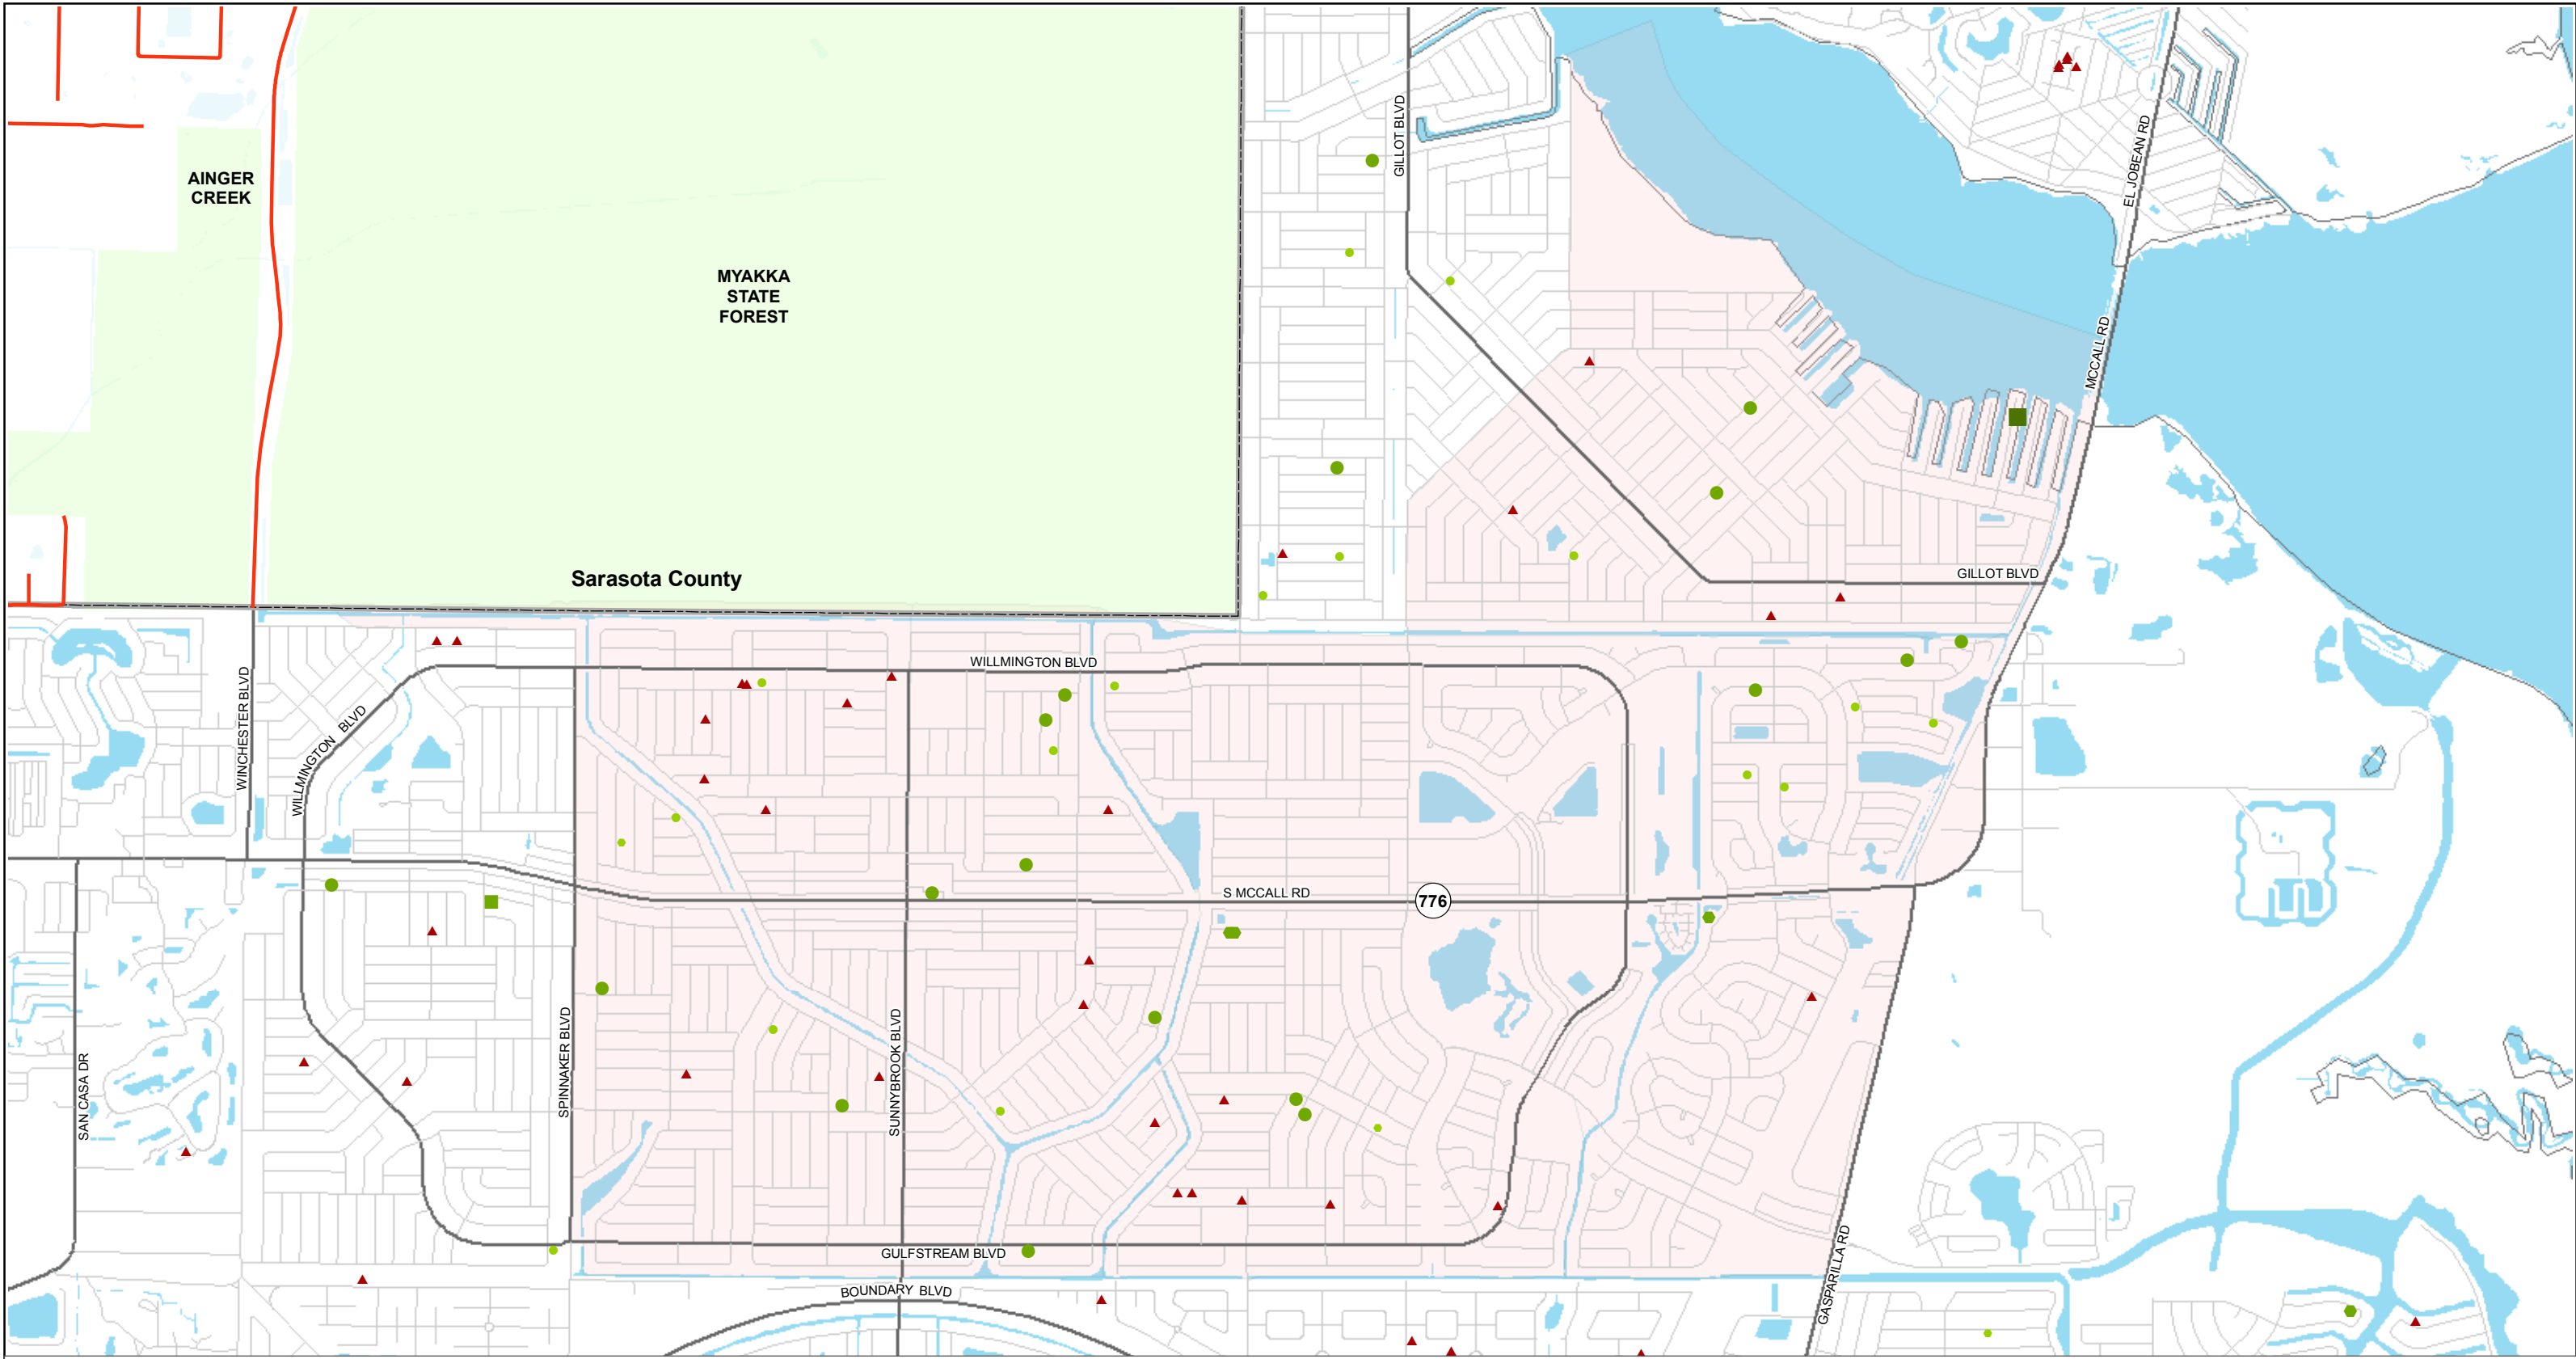 GILLOT BLVD
EL JOBEAN RD
AINGER
CREEK
MYAKKA
STATE
FOREST
MCCALL RD
Sarasota County
GILLOT BLVD
WILLMINGTON BLVD
WINCHESTER BLVD
WILLMINGTON BLVD
S MCCALL RD
776
SPINNAKER BLVD
SUNNYBROOK BLVD
SAN CASA DR
GULFSTREAM BLVD
BOUNDARY BLVD
GASPARILLA RD